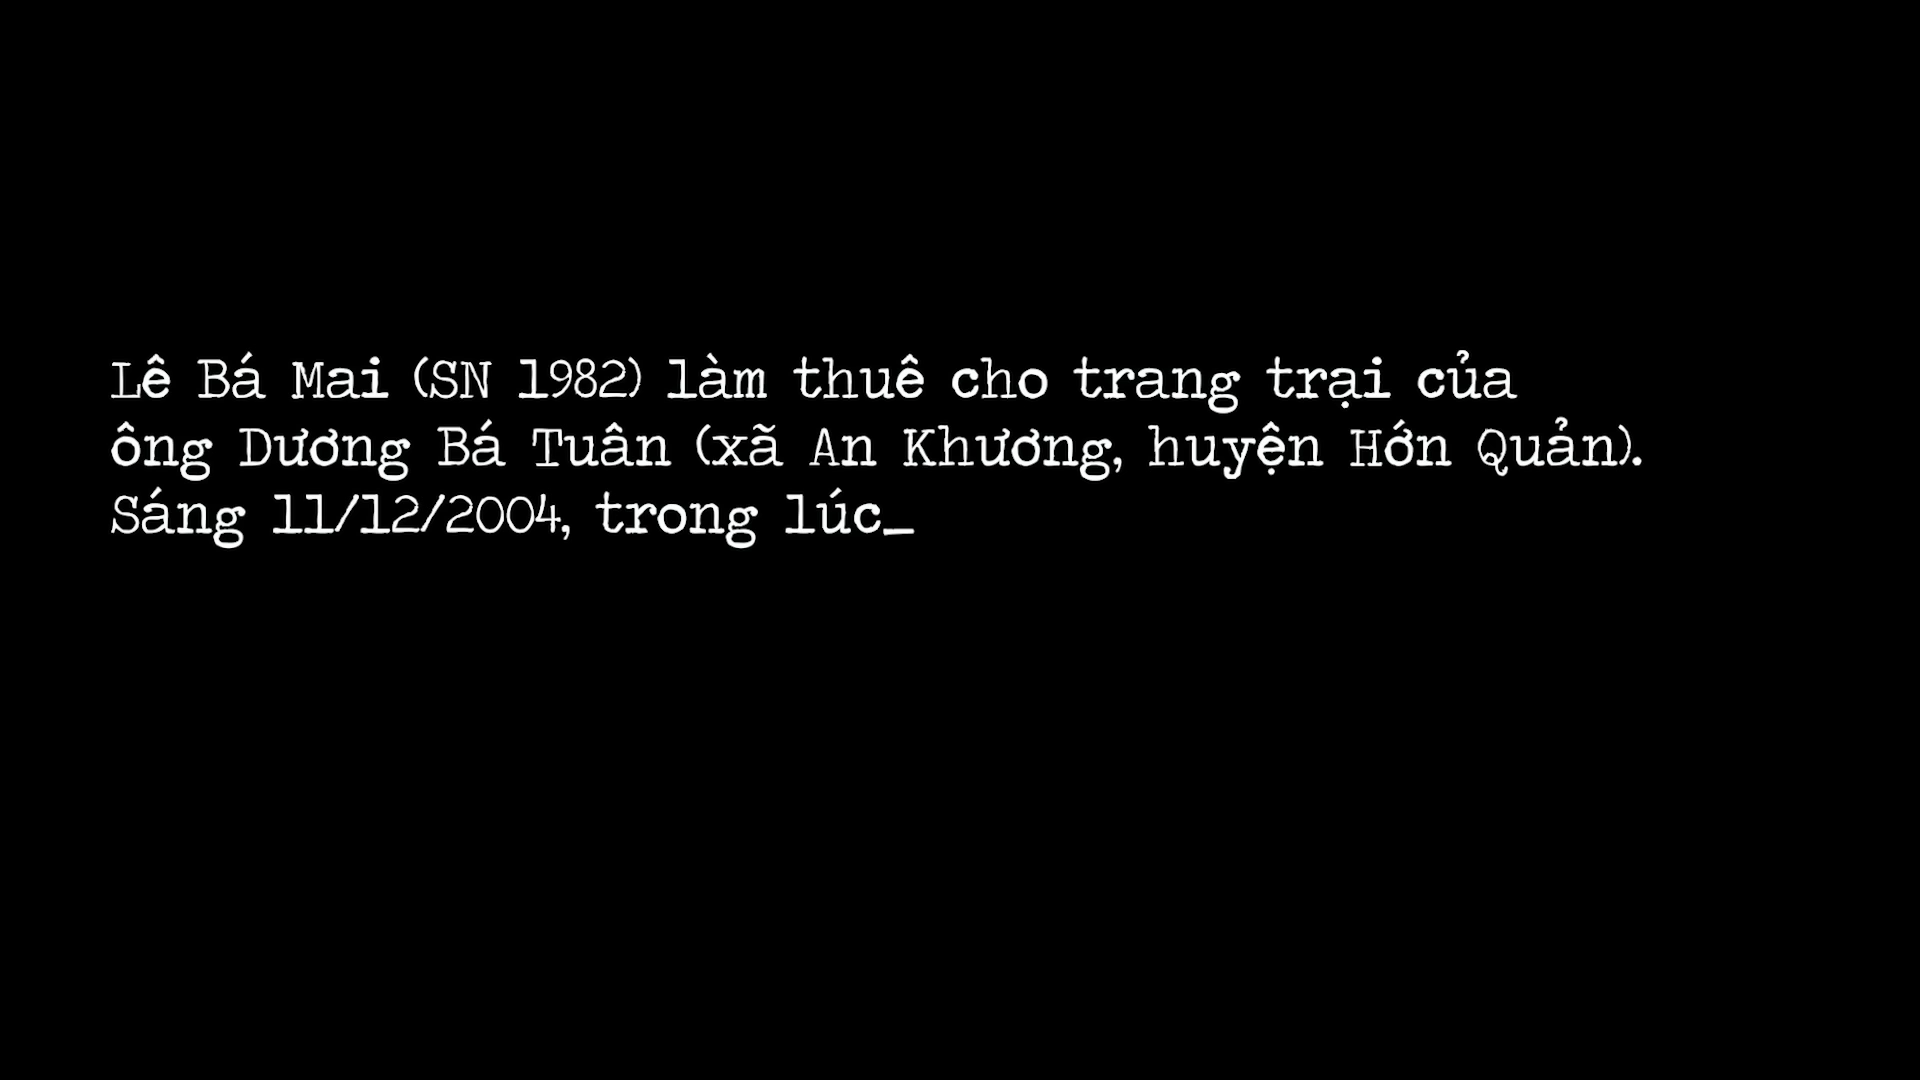 Lê Bá Mai (SN 1982) làm thuê cho trang trại của
ông Dương Bá Tuân (xã An Khương, huyện Hớn Quản).
Sáng 11/12/2004, trong lúc_